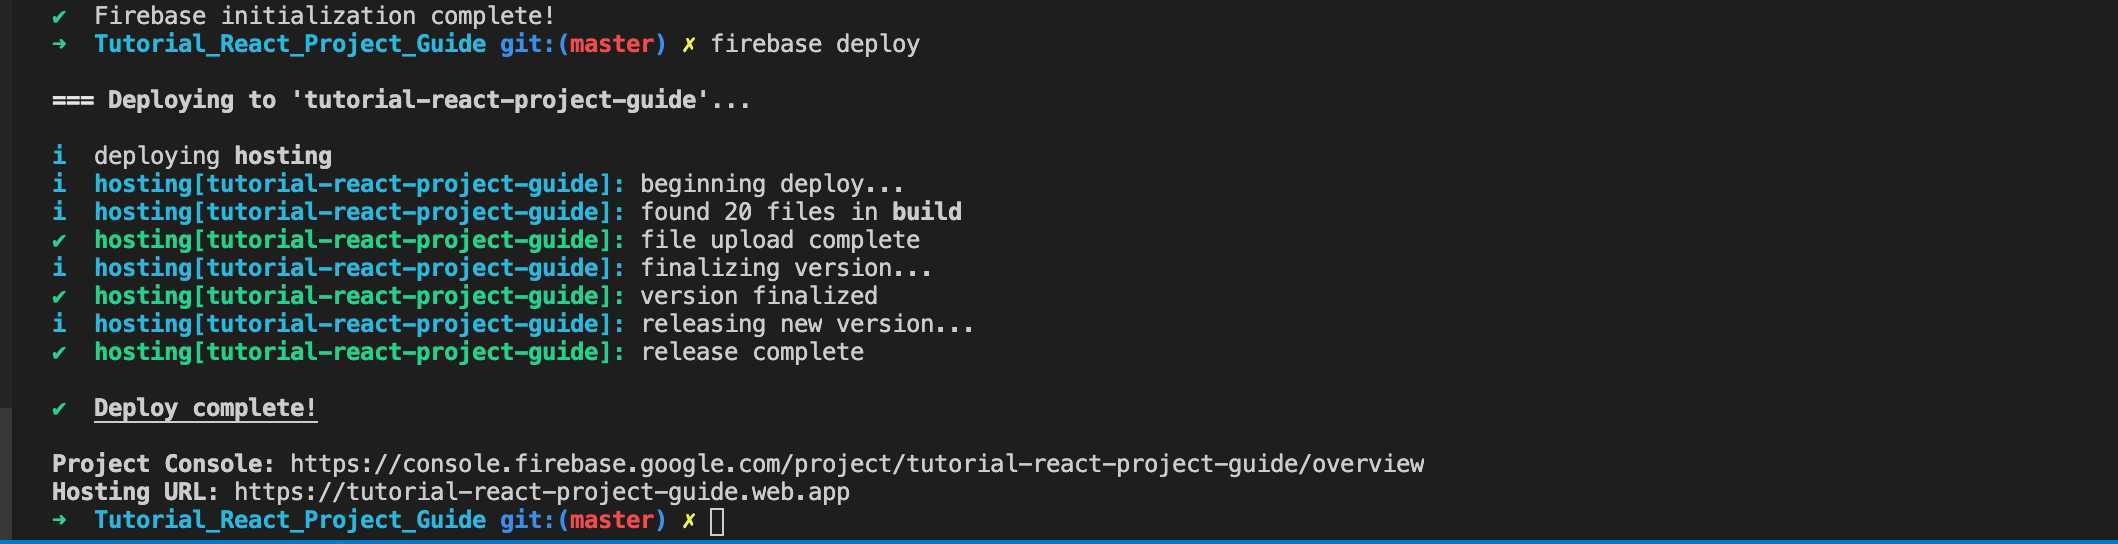 ✔  Firebase initialization complete!
➜  Tutorial_React_Project_Guide git:(master) ✗ firebase deploy
=== Deploying to 'tutorial-react-project-guide'...
i  deploying hosting
i  hosting[tutorial-react-project-guide]: beginning deploy...
i  hosting[tutorial-react-project-guide]: found 20 files in build
✔  hosting[tutorial-react-project-guide]: file upload complete
i  hosting[tutorial-react-project-guide]: finalizing version...
✔  hosting[tutorial-react-project-guide]: version finalized
i  hosting[tutorial-react-project-guide]: releasing new version...
✔  hosting[tutorial-react-project-guide]: release complete
✔  Deploy complete!
Project Console: https://console.firebase.google.com/project/tutorial-react-project-guide/overview
Hosting URL: https://tutorial-react-project-guide.web.app
➜  Tutorial_React_Project_Guide git:(master) ✗